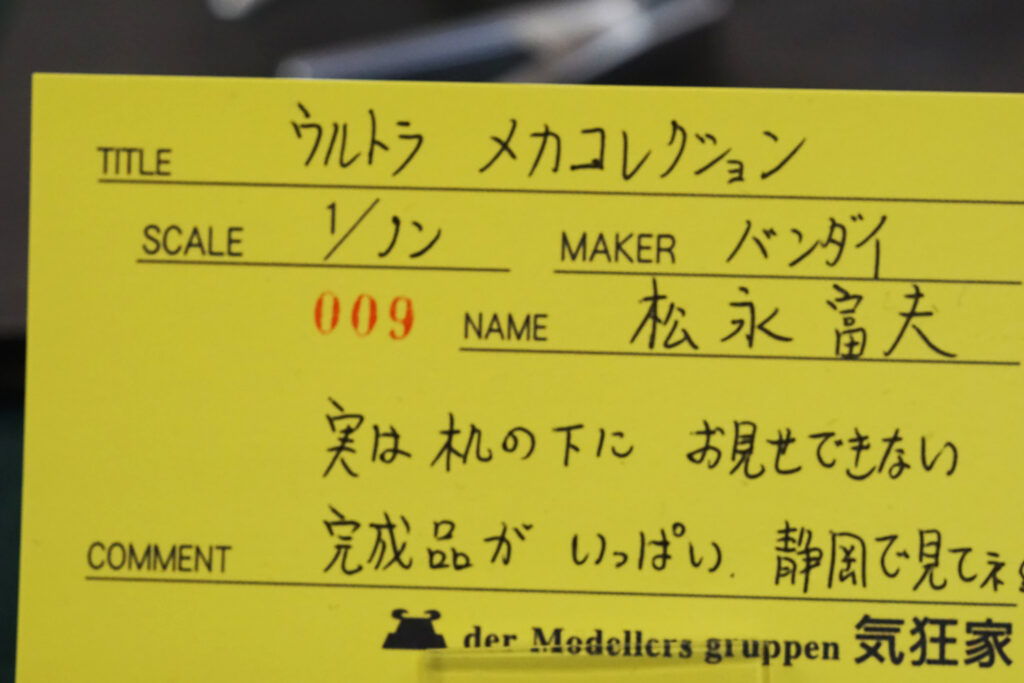 TITLE ウルトラ メカコレクション
SCALE 1/ノン MAKER バンダイ
009 NAME 松永富夫
実は机の下に お見せできない
COMMENT 完成品が いっぱい. 静岡で見てネ
der Modellers gruppen 気狂家